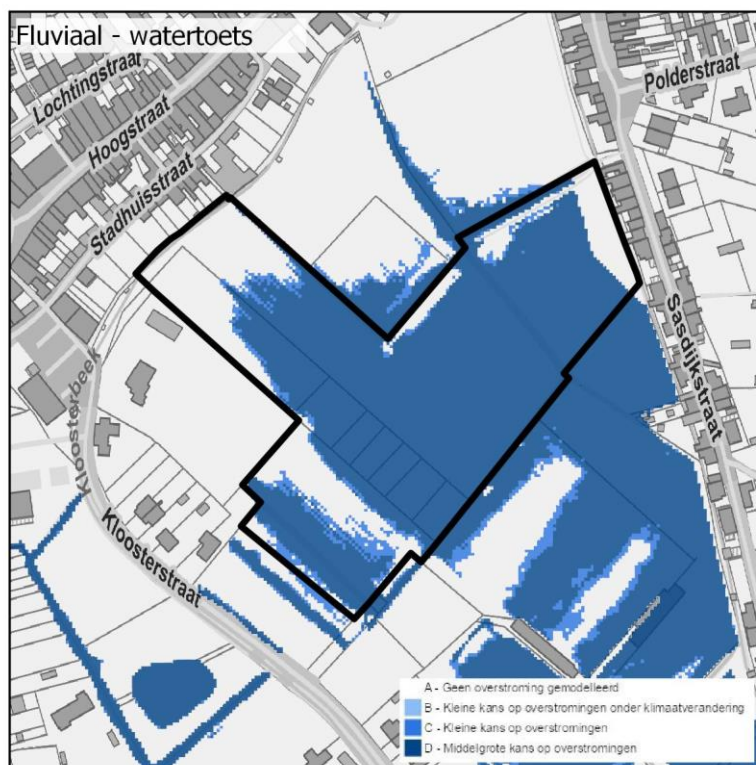 Fluviaal - watertoets
Lochtingstraat
Hoogstraat
Stadhuisstraat
Polderstraat
Sasdijkstraat
Kloosterbeek
Kloosterstraat
A - Geen overstroming gemodelleerd
B - Kleine kans op overstromingen onder klimaatverandering
C - Kleine kans op overstromingen
D - Middelgrote kans op overstromingen